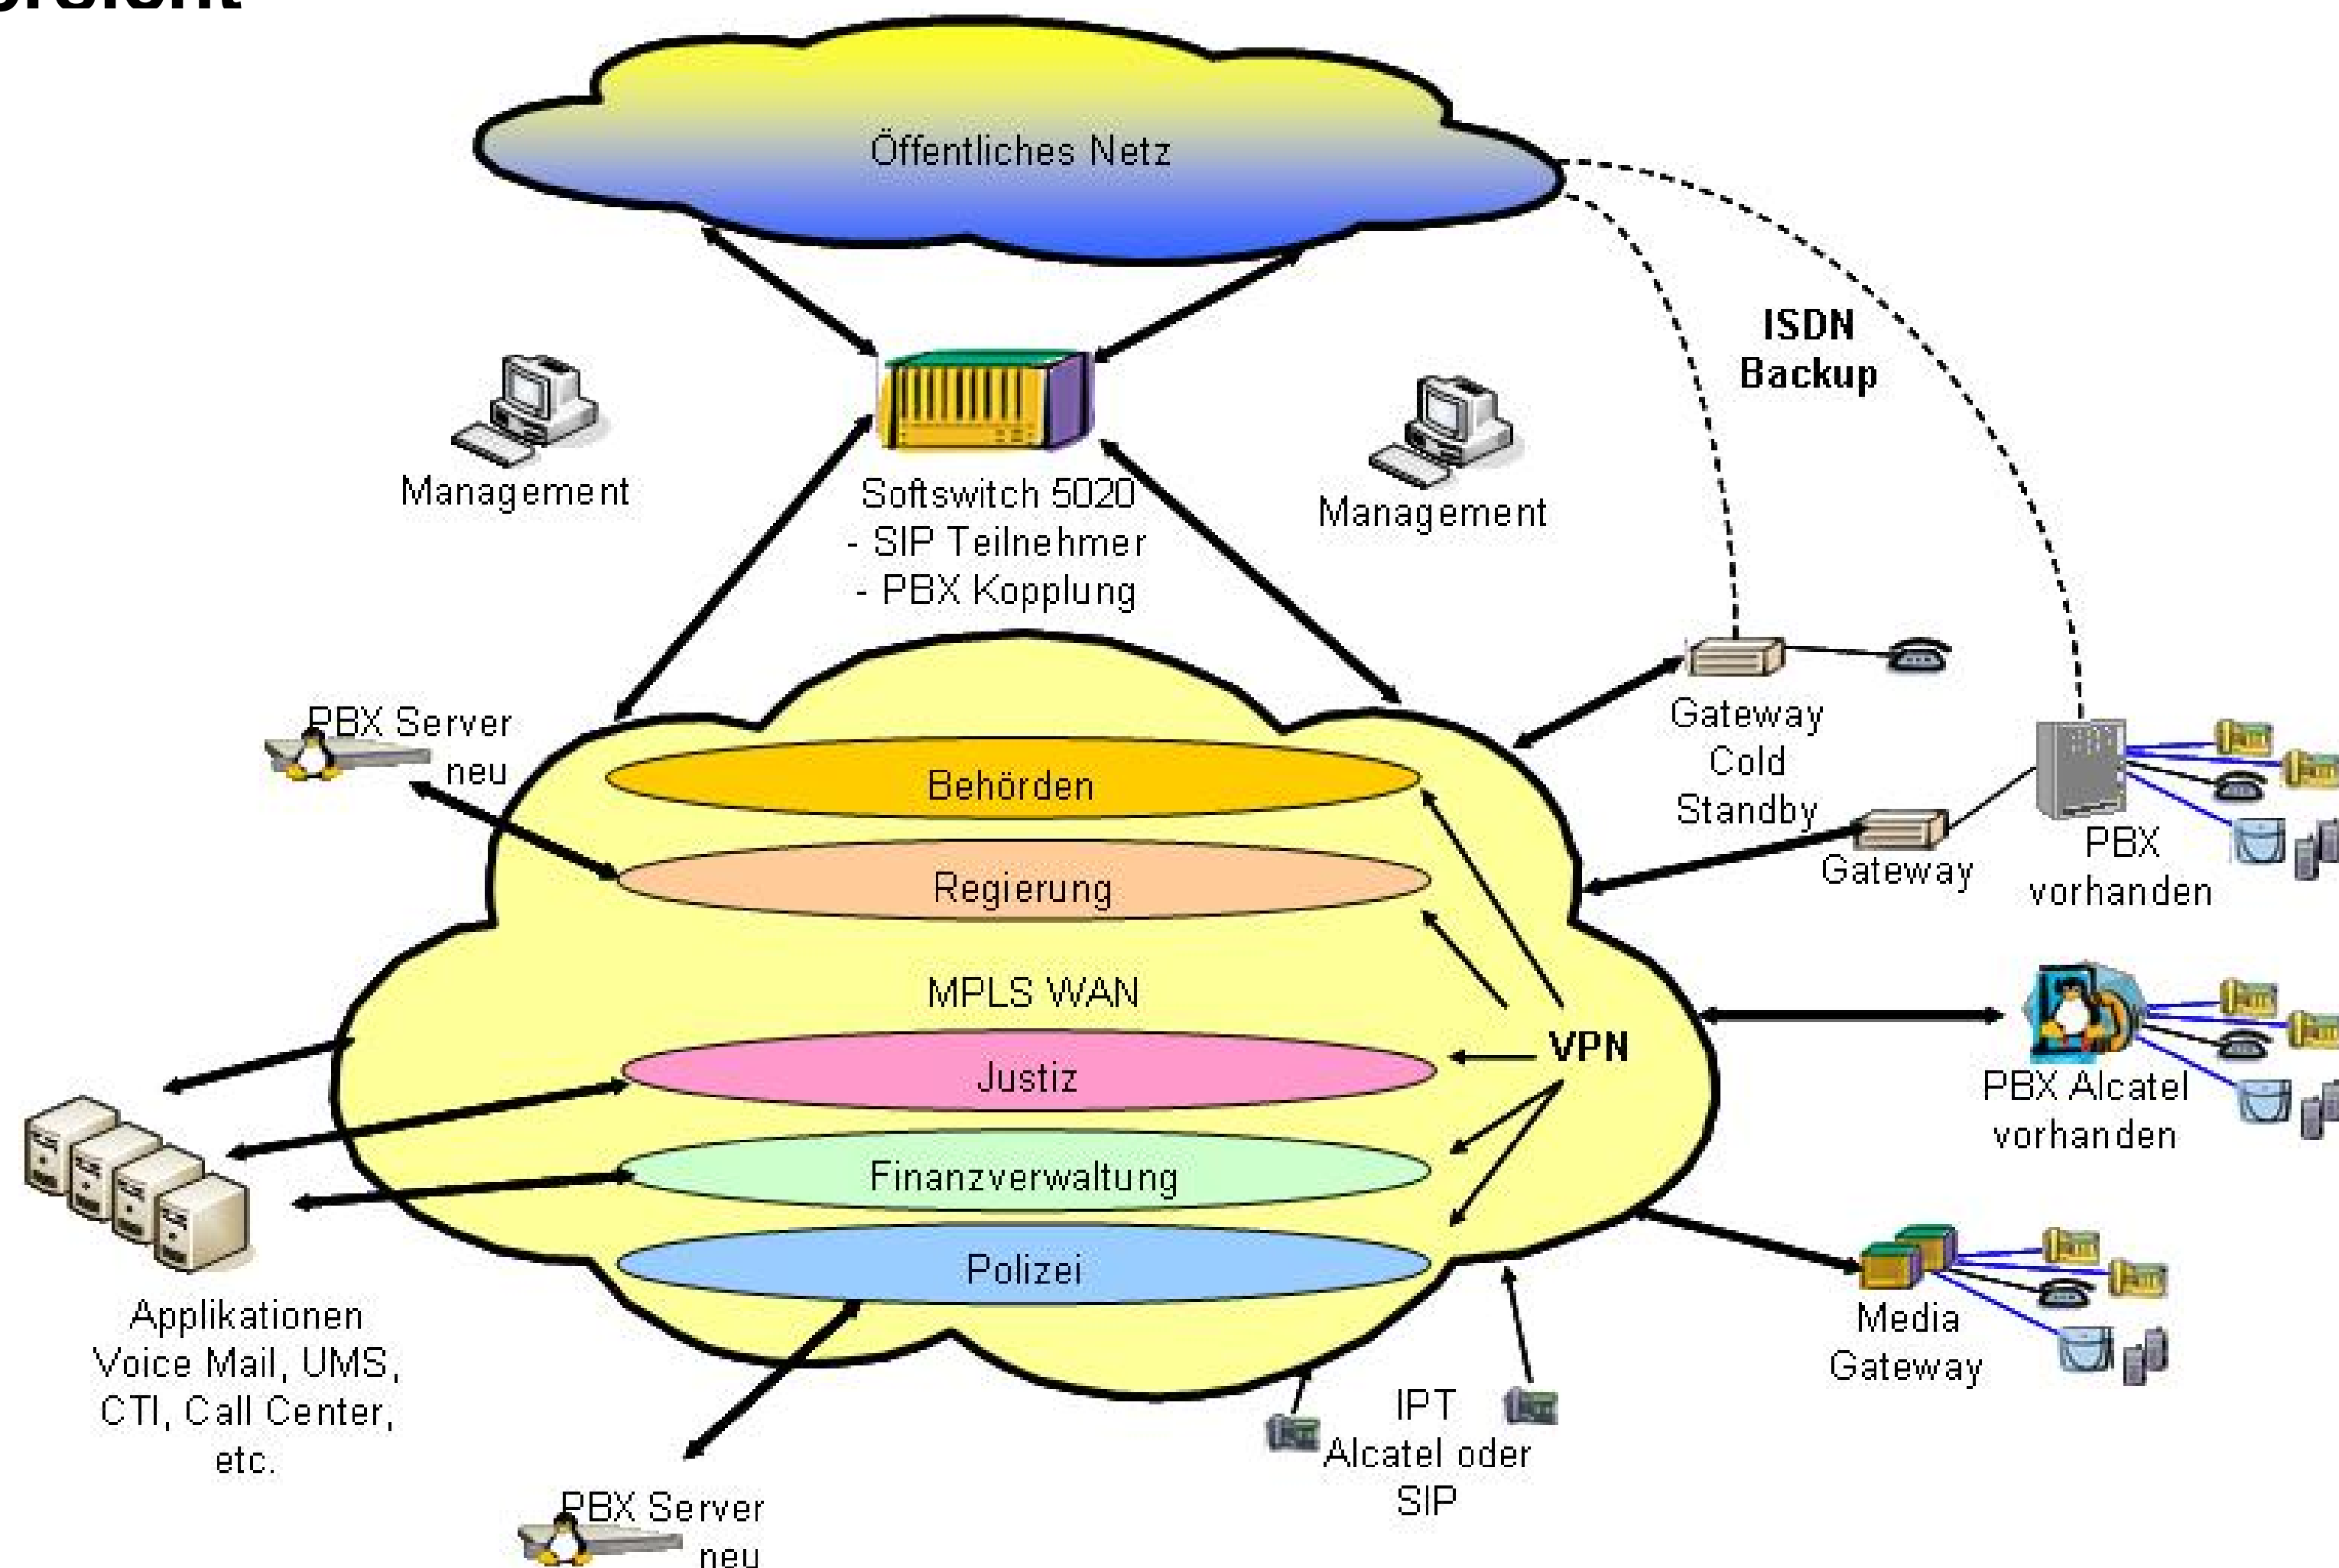 Öffentliches Netz
ISDN
Backup
Management
Softswitch 5020
- SIP Teilnehmer
- PBX Kopplung
Management
PBX Server
neu
Gateway
Cold
Standby
Gateway
PBX
vorhanden
Behörden
Regierung
MPLS WAN
VPN
Justiz
Finanzverwaltung
Polizei
PBX Alcatel
vorhanden
Media
Gateway
Applikationen
Voice Mail, UMS,
CTI, Call Center,
etc.
IPT
Alcatel oder
SIP
PBX Server
neu